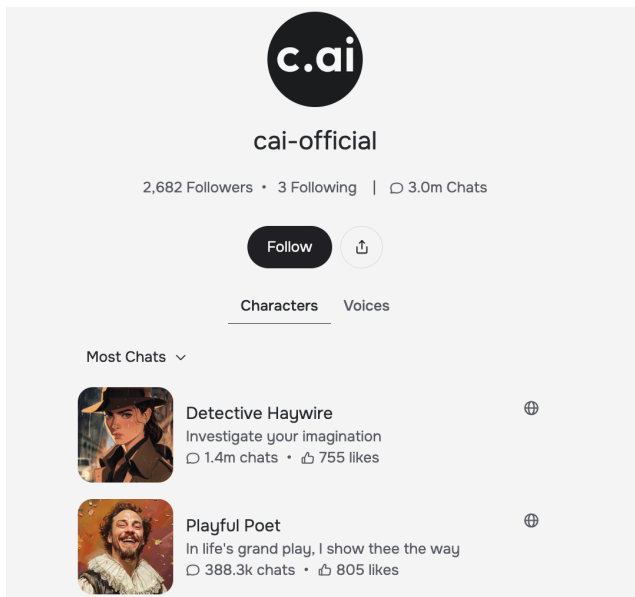 c.ai
cai-official
2,682 Followers • 3 Following | 3.0m Chats
Follow
Characters Voices
Most Chats
Detective Haywire
Investigate your imagination
1.4m chats • 755 likes
Playful Poet
In life's grand play, I show thee the way
388.3k chats • 805 likes